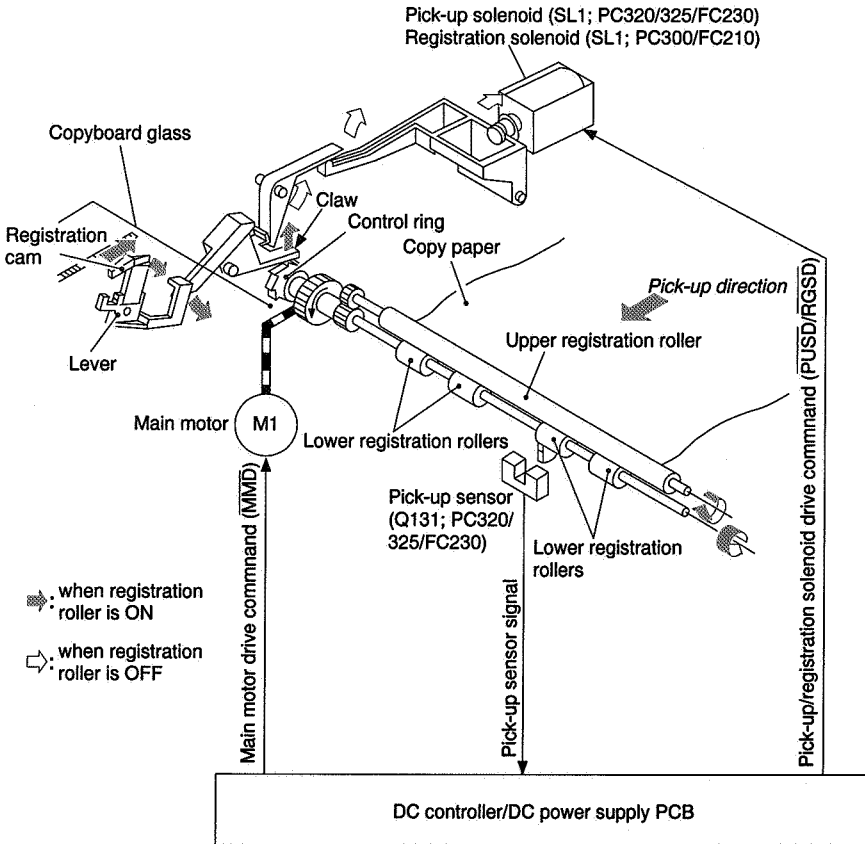 Pick-up solenoid (SL1; PC320/325/FC230)
Registration solenoid (SL1; PC300/FC210)
Copyboard glass
Claw
Control ring
Registration
cam
Copy paper
Pick-up direction
Lever
Upper registration roller
Main motor
M1
Lower registration rollers
Pick-up sensor
(Q131; PC320/
325/FC230)
Lower registration
rollers
: when registration
roller is ON
: when registration
roller is OFF
Main motor drive commnand (MMD)
Pick-up sensor signal
Pick-up/registration solenoid drive commnand (PUSD/RGSD)
DC controller/DC power supply PCB